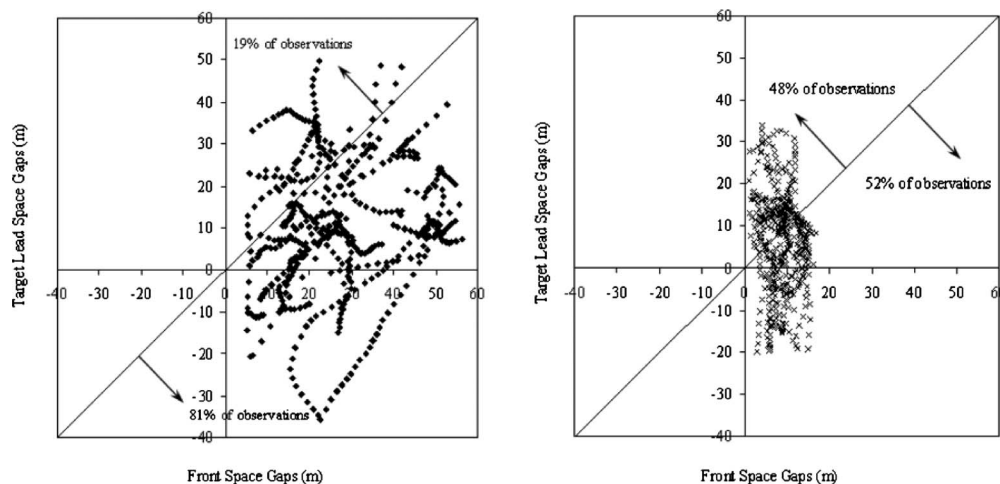 60
19% of observations
50
40
30
20
10
0
-40 -30 -20 -10 0 10 20 30 40 50 60
-10
-20
-30
81% of observations
-40
Target Lead Space Gaps (m)
Front Space Gaps (m)
60
50
48% of observations
40
30
52% of observations
20
10
0
-40 -30 -20 -10 0 10 20 30 40 50 60
-10
-20
-30
-40
Target Lead Space Gaps (m)
Front Space Gaps (m)